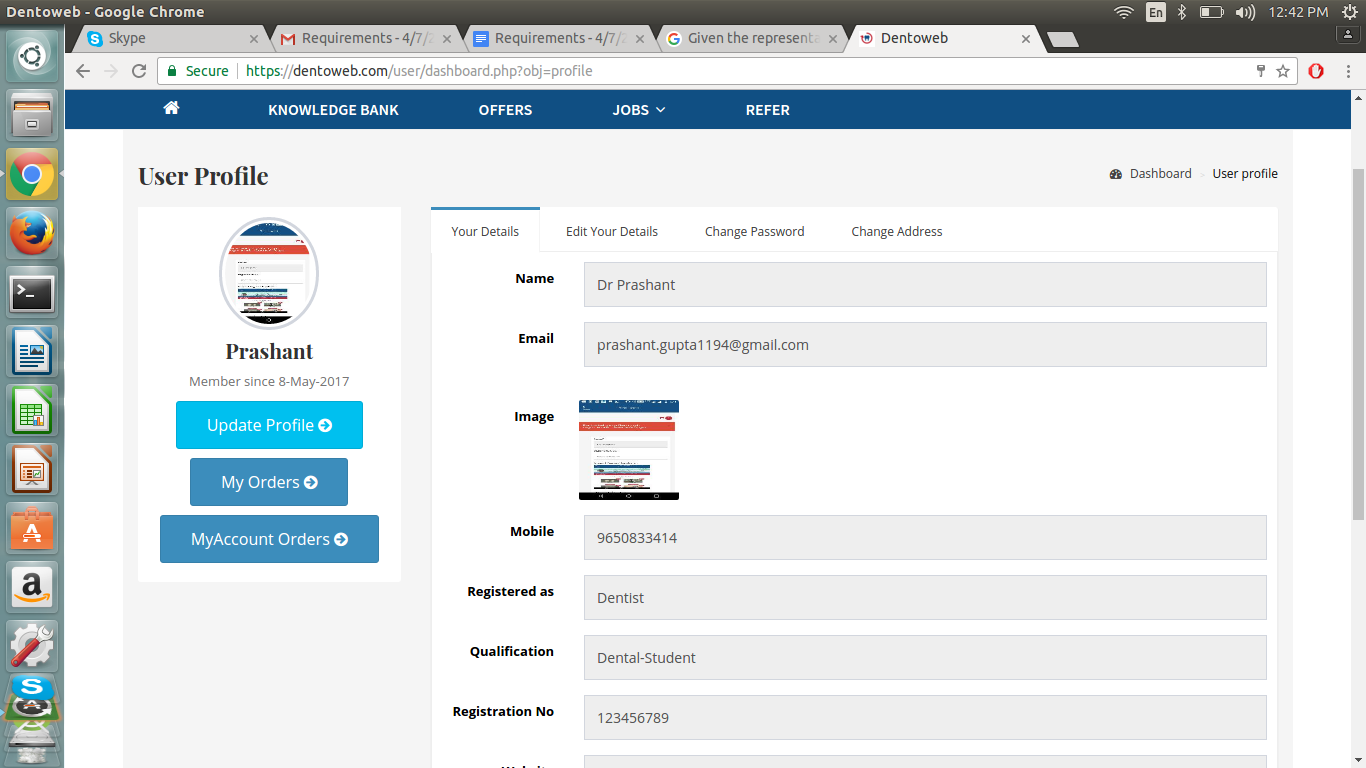 Dentoweb - Google Chrome
En
12:42 PM
Skype
Requirements - 4/7/2
Requirements - 4/7/2
Given the representa
Dentoweb
Secure
https://dentoweb.com/user/dashboard.php?obj=profile
KNOWLEDGE BANK
OFFERS
JOBS
REFER
User Profile
Dashboard
User profile
Prashant
Member since 8-May-2017
Update Profile
My Orders
MyAccount Orders
Your Details
Edit Your Details
Change Password
Change Address
Name
Dr Prashant
Email
prashant.gupta1194@gmail.com
Image
Mobile
9650833414
Registered as
Dentist
Qualification
Dental-Student
Registration No
123456789